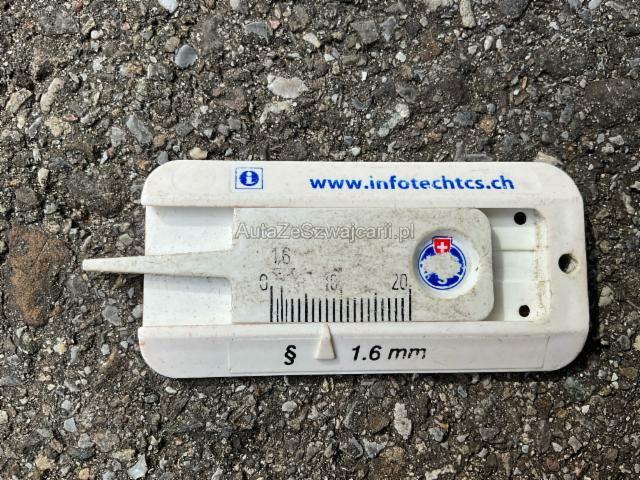 i www.infotechtcs.ch
AutaZeSzwajcarii.pl
1.6
0 10 20
§ 1.6 mm